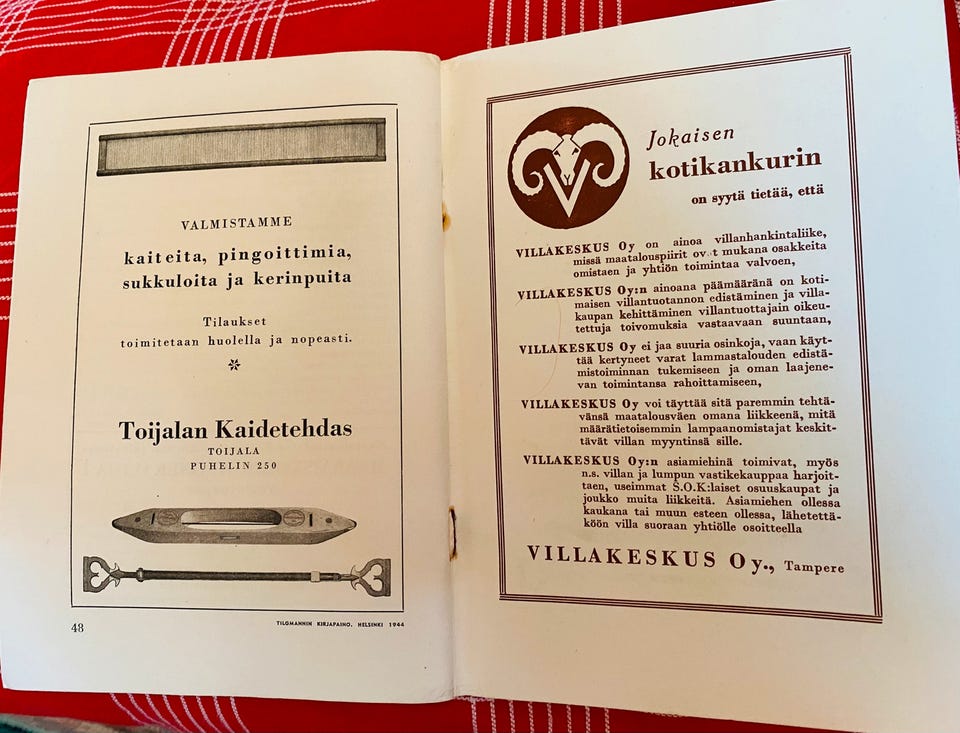 VALMISTAMME
kaiteita, pingoittimia,
sukkuloita ja kerinpuita
Tilaukset
toimitetaan huolella ja nopeasti.
Toijalan Kaidetehdas
TOIJALA
PUHELIN 250
48
TILGMANNIN KIRJAPAINO, HELSINKI 1944
Jokaisen
kotikankurin
on syytä tietää, että
VILLAKESKUS Oy on ainoa villanhankintaliike,
missä maatalouspiirit ovat mukana osakkeita
omistaen ja yhtiön toimintaa valvoen,
VILLAKESKUS Oy:n ainoana päämääränä on koti-
maisen villantuotannon edistäminen ja villa-
kaupan kehittäminen villantuottajain oikeu-
tettuja toivomuksia vastaavaan suuntaan,
VILLAKESKUS Oy ei jaa suuria osinkoja, vaan käyt-
tää kertyneet varat lammastalouden edistä-
mistoiminnan tukemiseen ja oman laajene-
van toimintansa rahoittamiseen,
VILLAKESKUS Oy voi täyttää sitä paremmin tehtä-
vänsä maatalousväen omana liikkeenä, mitä
määrätietoisemmin lampaanomistajat keskit-
tävät villan myyntinsä sille.
VILLAKESKUS Oy:n asiamiehinä toimivat, myös
n.s. villan ja lumpun vastikekauppaa harjoit-
taen, useimmat S.O.K:laiset osuuskaupat ja
joukko muita liikkeitä. Asiamiehen ollessa
kaukana tai muun esteen ollessa, lähetettä-
köön villa suoraan yhtiölle osoitteella
VILLAKESKUS Oy., Tampere